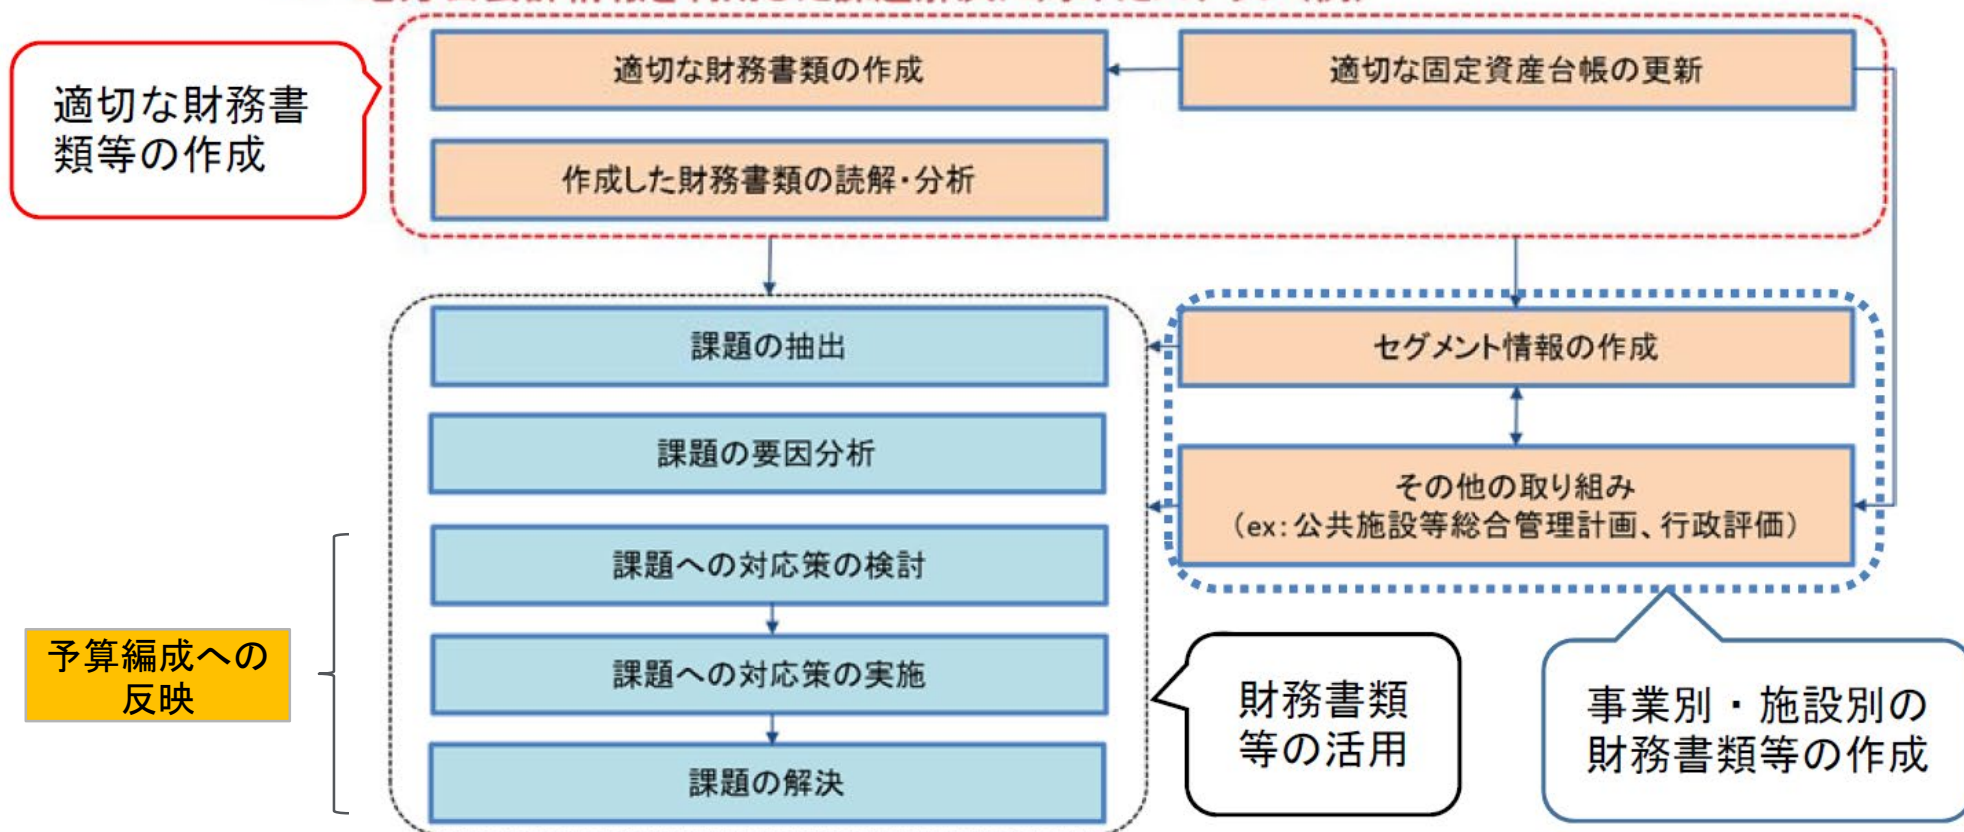 適切な財務書
類等の作成
適切な財務書類の作成
適切な固定資産台帳の更新
作成した財務書類の読解・分析
課題の抽出
セグメント情報の作成
課題の要因分析
その他の取り組み
（ex：公共施設等総合管理計画、行政評価）
課題への対応策の検討
予算編成への
反映
課題への対応策の実施
課題の解決
財務書類
等の活用
事業別・施設別の
財務書類等の作成